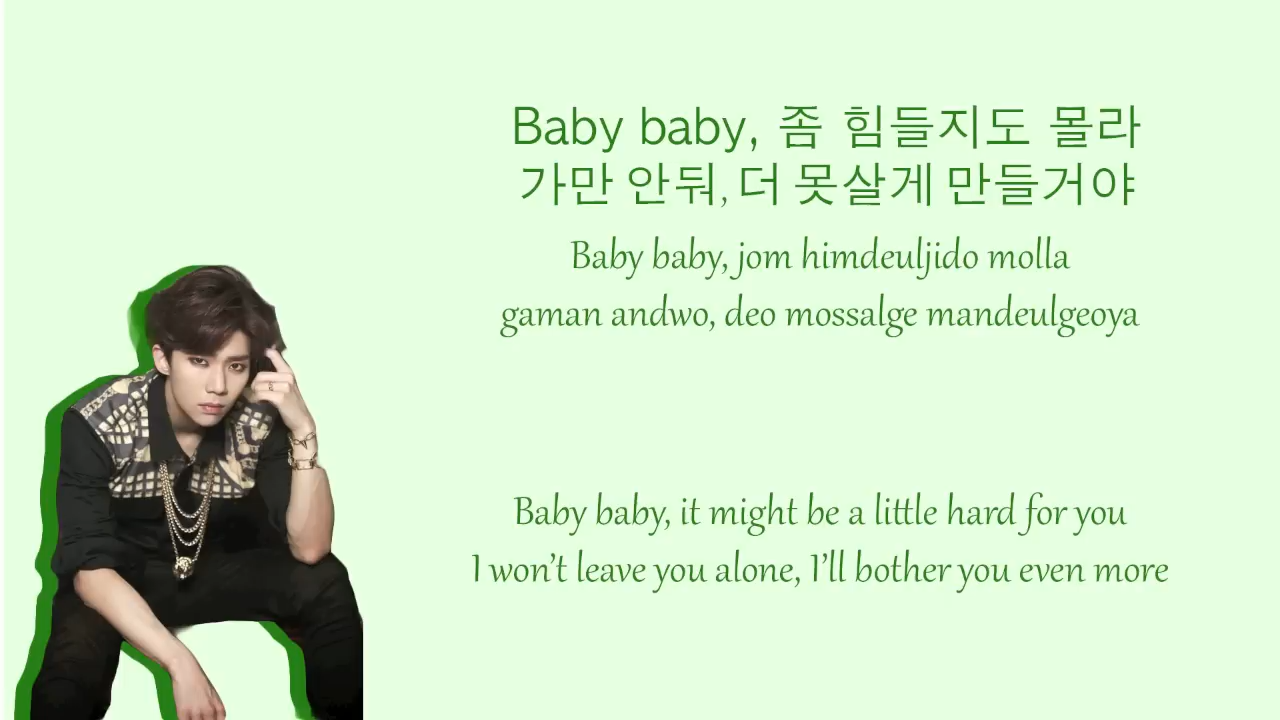 Baby baby, 좀 힘들지도 몰라
가만 안둬, 더 못살게 만들거야
Baby baby, jom himdeuljido molla
gaman andwo, deo mossalge mandeulgeoya
Baby baby, it might be a little hard for you
I won't leave you alone, I'll bother you even more